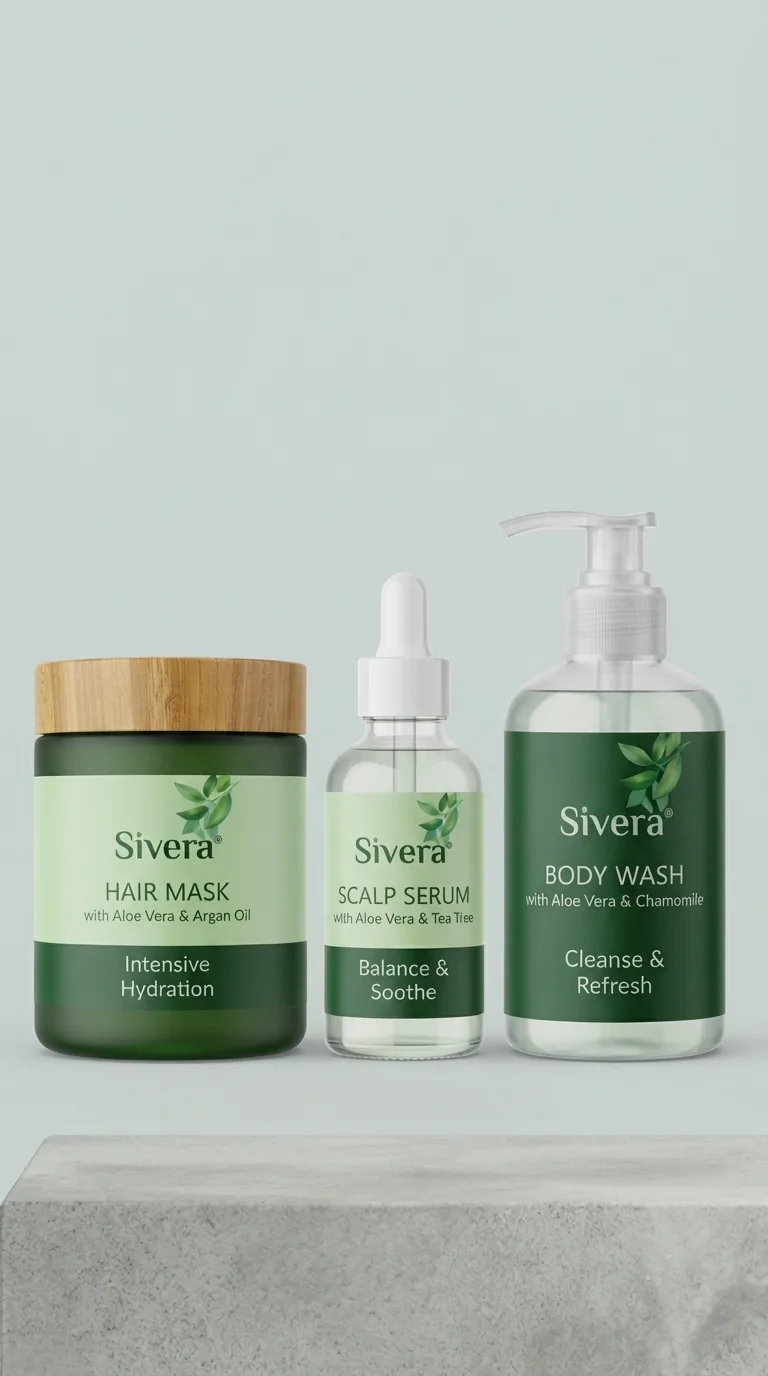 Sivera®
HAIR MASK
with Aloe Vera & Argan Oil
Intensive
Hydration
Sivera®
SCALP SERUM
with Aloe Vera & Tea Tree
Balance &
Soothe
Sivera®
BODY WASH
with Aloe Vera & Chamomile
Cleanse &
Refresh